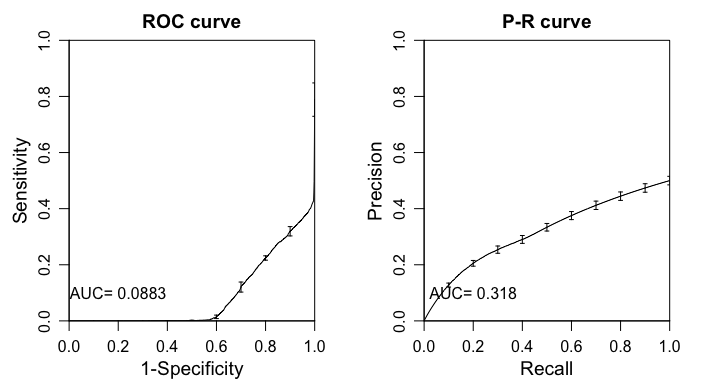 ROC curve
Sensitivity
0.0 0.2 0.4 0.6 0.8 1.0
AUC= 0.0883
0.0 0.2 0.4 0.6 0.8 1.0
1-Specificity
P-R curve
Precision
0.0 0.2 0.4 0.6 0.8 1.0
AUC= 0.318
0.0 0.2 0.4 0.6 0.8 1.0
Recall